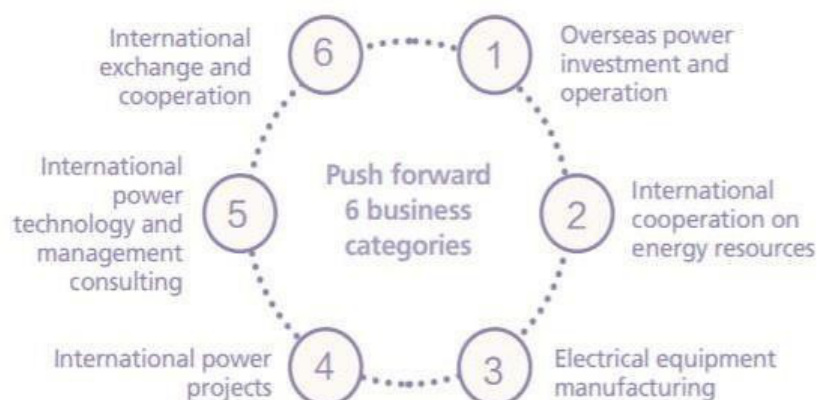 Push forward
6 business
categories
1
Overseas power
investment and
operation
2
International
cooperation on
energy resources
3
Electrical equipment
manufacturing
4
International power
projects
5
International
power
technology and
management
consulting
6
International
exchange and
cooperation